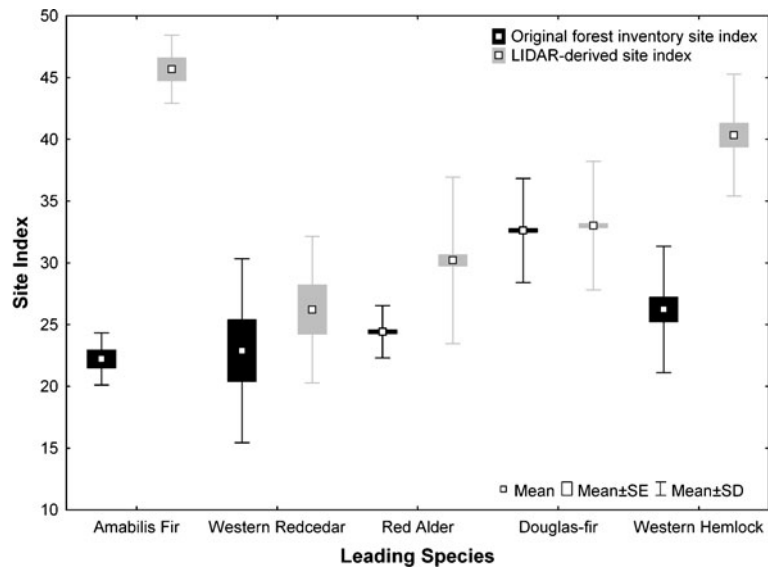 50
45
40
35
30
25
20
15
10
Site Index
Original forest inventory site index
LIDAR-derived site index
Mean Mean±SE Mean±SD
Amabilis Fir Western Redcedar Red Alder Douglas-fir Western Hemlock
Leading Species